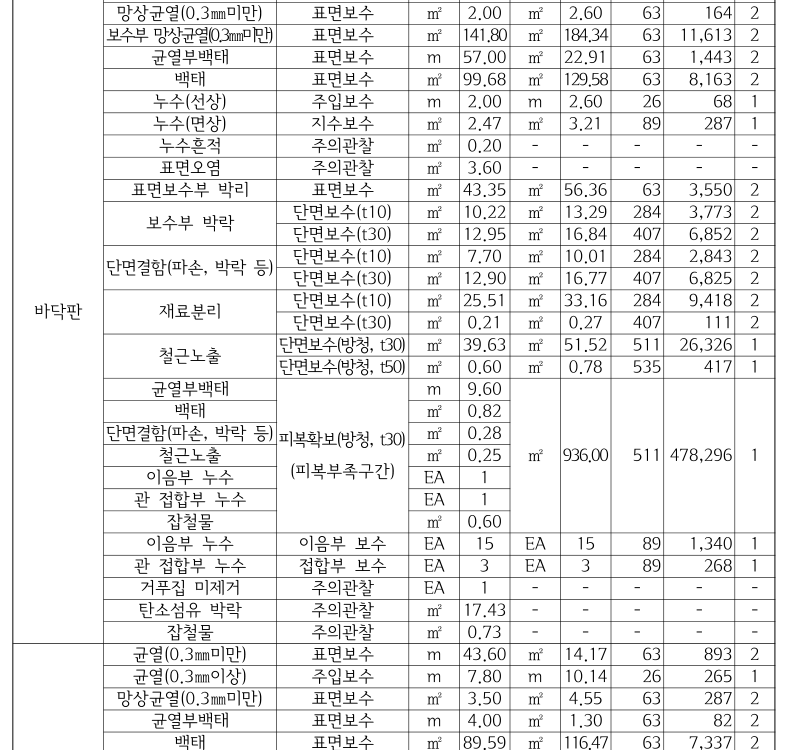 망상균열(0.3㎜미만) 표면보수 ㎡ 2.00 ㎡ 2.60 63 164 2
보수부 망상균열(0.3㎜미만) 표면보수 ㎡ 141.80 ㎡ 184.34 63 11,613 2
균열부백태 표면보수 m 57.00 ㎡ 22.91 63 1,443 2
백태 표면보수 ㎡ 99.68 ㎡ 129.58 63 8,163 2
누수(선상) 주입보수 m 2.00 m 2.60 26 68 1
누수(면상) 지수보수 ㎡ 2.47 ㎡ 3.21 89 287 1
누수흔적 주의관찰 ㎡ 0.20 - - - - -
표면오염 주의관찰 ㎡ 3.60 - - - - -
표면보수부 박리 표면보수 ㎡ 43.35 ㎡ 56.36 63 3,550 2
보수부 박락 단면보수(t10) ㎡ 10.22 ㎡ 13.29 284 3,773 2
단면보수(t30) ㎡ 12.95 ㎡ 16.84 407 6,852 2
단면결함(파손, 박락 등) 단면보수(t10) ㎡ 7.70 ㎡ 10.01 284 2,843 2
단면보수(t30) ㎡ 12.90 ㎡ 16.77 407 6,825 2
바닥판 재료분리 단면보수(t10) ㎡ 25.51 ㎡ 33.16 284 9,418 2
단면보수(t30) ㎡ 0.21 ㎡ 0.27 407 111 2
철근노출 단면보수(방청, t30) ㎡ 39.63 ㎡ 51.52 511 26,326 1
단면보수(방청, t50) ㎡ 0.60 ㎡ 0.78 535 417 1
균열부백태 m 9.60
백태 ㎡ 0.82
단면결함(파손, 박락 등) 피복확보(방청, t30) ㎡ 0.28
철근노출 (피복부족구간) ㎡ 0.25 ㎡ 936.00 511 478,296 1
이음부 누수 EA 1
관 접합부 누수 EA 1
잡철물 ㎡ 0.60
이음부 누수 이음부 보수 EA 15 EA 15 89 1,340 1
관 접합부 누수 접합부 보수 EA 3 EA 3 89 268 1
거푸집 미제거 주의관찰 EA 1 - - - - -
탄소섬유 박락 주의관찰 ㎡ 17.43 - - - - -
잡철물 주의관찰 ㎡ 0.73 - - - - -
균열(0.3㎜미만) 표면보수 m 43.60 ㎡ 14.17 63 893 2
균열(0.3㎜이상) 주입보수 m 7.80 m 10.14 26 265 1
망상균열(0.3㎜미만) 표면보수 ㎡ 3.50 ㎡ 4.55 63 287 2
균열부백태 표면보수 m 4.00 ㎡ 1.30 63 82 2
백태 표면보수 ㎡ 89.59 ㎡ 116.47 63 7,337 2